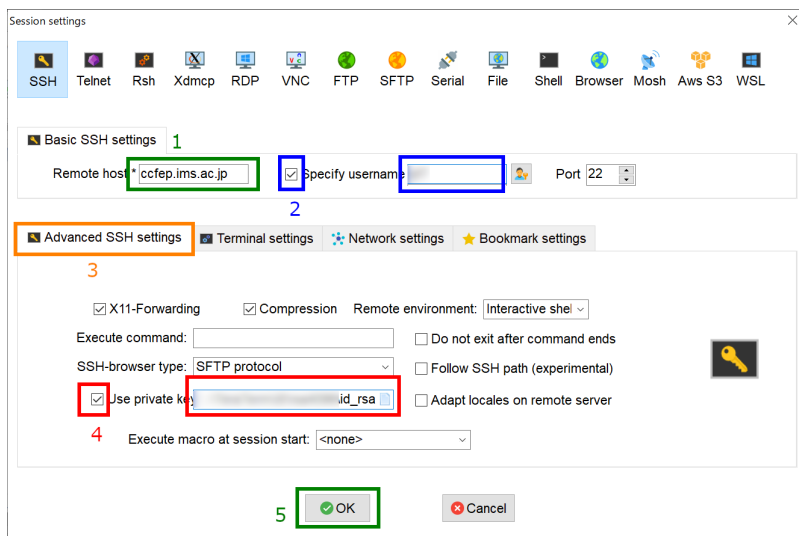 Session settings
SSH Telnet Rsh Xdmcp RDP VNC FTP SFTP Serial File Shell Browser Mosh Aws S3 WSL
Basic SSH settings 1
Remote host * ccfep.ims.ac.jp Specify username Port 22
2
Advanced SSH settings Terminal settings Network settings Bookmark settings
3
X11-Forwarding Compression Remote environment: Interactive shel
Execute command: Do not exit after command ends
SSH-browser type: SFTP protocol Follow SSH path (experimental)
Use private key \id_rsa Adapt locales on remote server
4 Execute macro at session start: <none>
5 OK Cancel